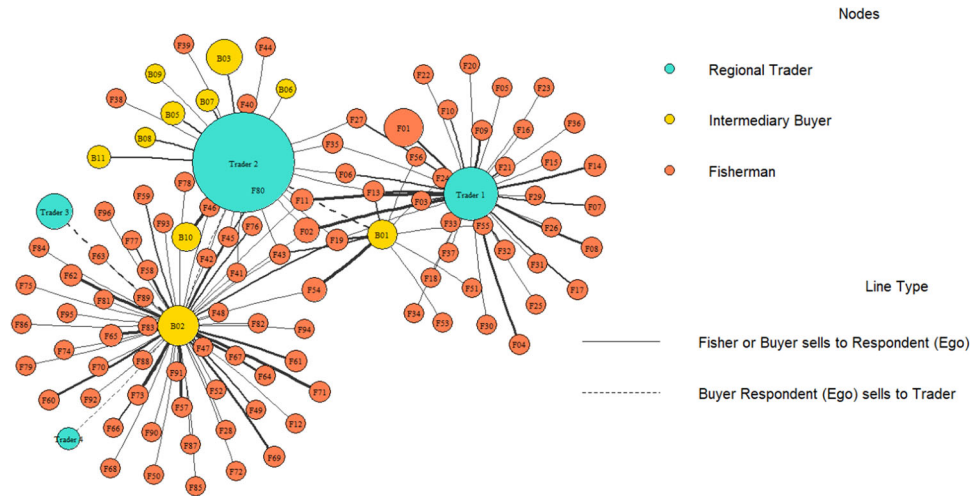 Nodes
Regional Trader
Intermediary Buyer
Fisherman
Line Type
Fisher or Buyer sells to Respondent (Ego)
Buyer Respondent (Ego) sells to Trader
F39
F44
B03
B09
B07
B06
F38
B05
F40
B08
B11
Trader 2
F80
F20
F22
F05
F23
F10
F27
F01
F09
F16
F36
F35
F56
F21
F15
F14
F06
F24
Trader 1
F13
F11
F03
F29
F07
F78
F59
F46
Trader 3
F96
F93
B10
F45
F76
F02
F19
B01
F33
F55
F26
F08
F84
F77
F63
F42
F43
F37
F32
F31
F62
F58
F41
F18
F51
F17
F75
F81
F89
F54
F95
F48
F34
F53
F30
F25
F86
F83
B02
F82
F94
F04
F65
F74
F47
F79
F70
F88
F67
F61
F91
F64
F60
F92
F73
F52
F71
F57
F49
F12
F66
F90
F28
Trader 4
F87
F68
F50
F72
F69
F85